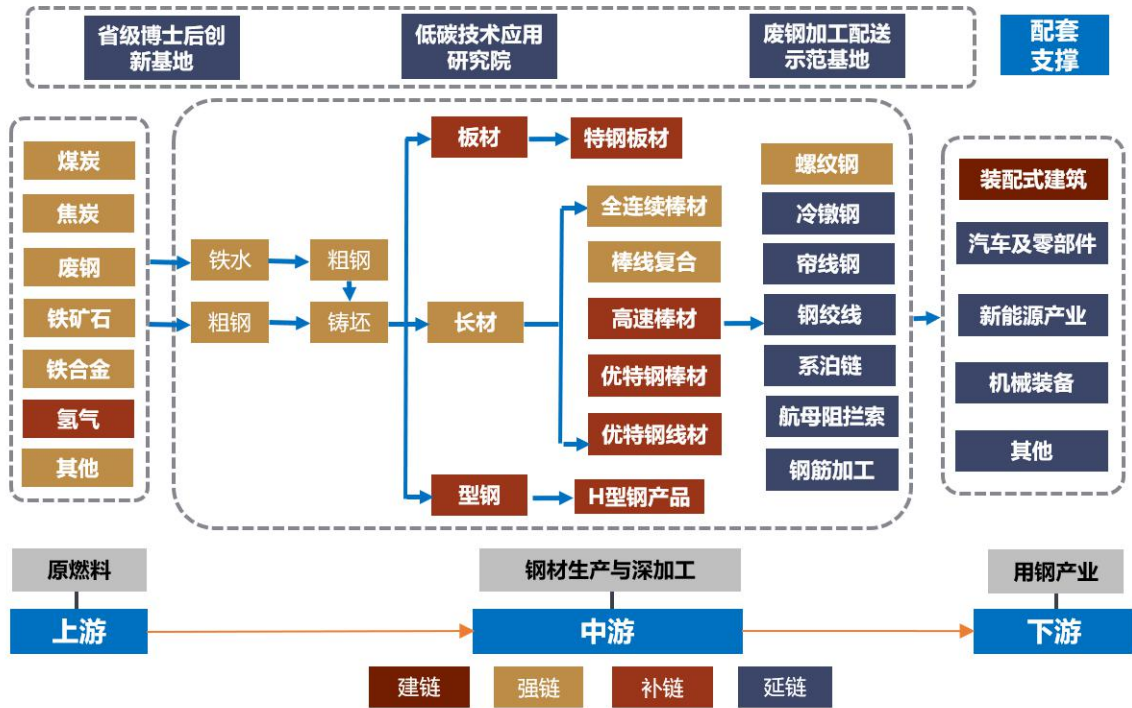 省级博士后创
新基地
低碳技术应用
研究院
废钢加工配送
示范基地
配套
支撑
煤炭
焦炭
废钢
铁矿石
铁合金
氢气
其他
铁水
粗钢
粗钢
铸坯
板材
特钢板材
长材
全连续棒材
棒线复合
高速棒材
优特钢棒材
优特钢线材
型钢
H型钢产品
螺纹钢
冷镦钢
帘线钢
钢绞线
系泊链
航母阻拦索
钢筋加工
装配式建筑
汽车及零部件
新能源产业
机械装备
其他
原燃料
钢材生产与深加工
用钢产业
上游
中游
下游
建链
强链
补链
延链